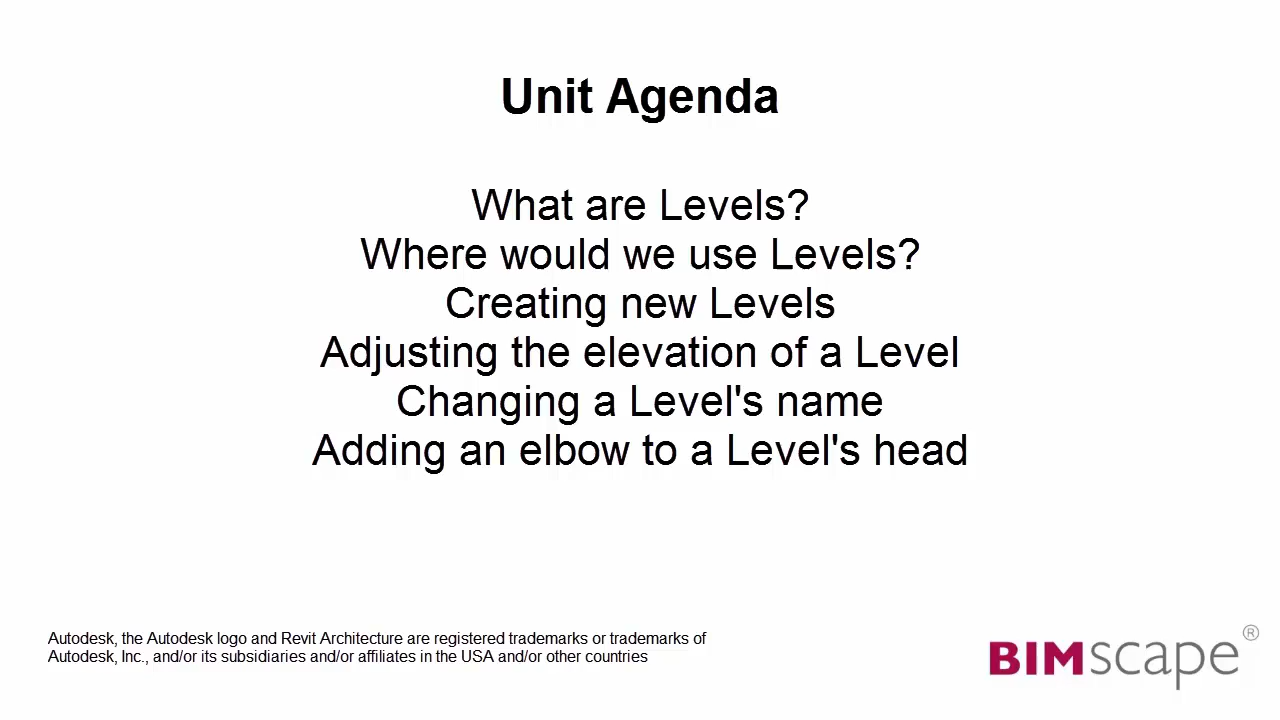 Unit Agenda
What are Levels?
Where would we use Levels?
Creating new Levels
Adjusting the elevation of a Level
Changing a Level's name
Adding an elbow to a Level's head
Autodesk, the Autodesk logo and Revit Architecture are registered trademarks or trademarks of
Autodesk, Inc., and/or its subsidiaries and/or affiliates in the USA and/or other countries
BIMscape®